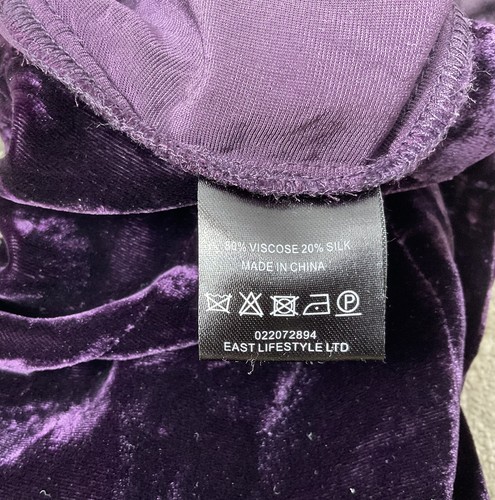 80% VISCOSE 20% SILK
MADE IN CHINA
P
022072894
EAST LIFESTYLE LTD